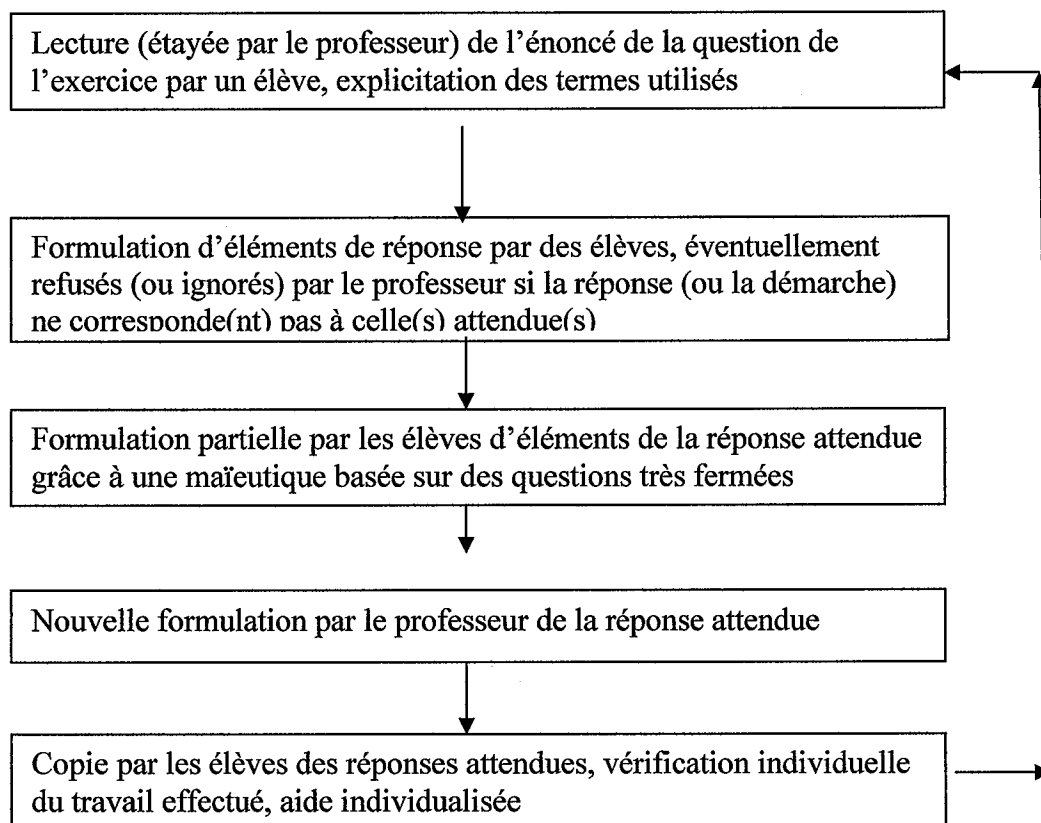 Lecture (étayée par le professeur) de l'énoncé de la question de
l'exercice par un élève, explicitation des termes utilisés
Formulation d'éléments de réponse par des élèves, éventuellement
refusés (ou ignorés) par le professeur si la réponse (ou la démarche)
ne corresponde(nt) pas à celle(s) attendue(s)
Formulation partielle par les élèves d'éléments de la réponse attendue
grâce à une maïeutique basée sur des questions très fermées
Nouvelle formulation par le professeur de la réponse attendue
Copie par les élèves des réponses attendues, vérification individuelle
du travail effectué, aide individualisée